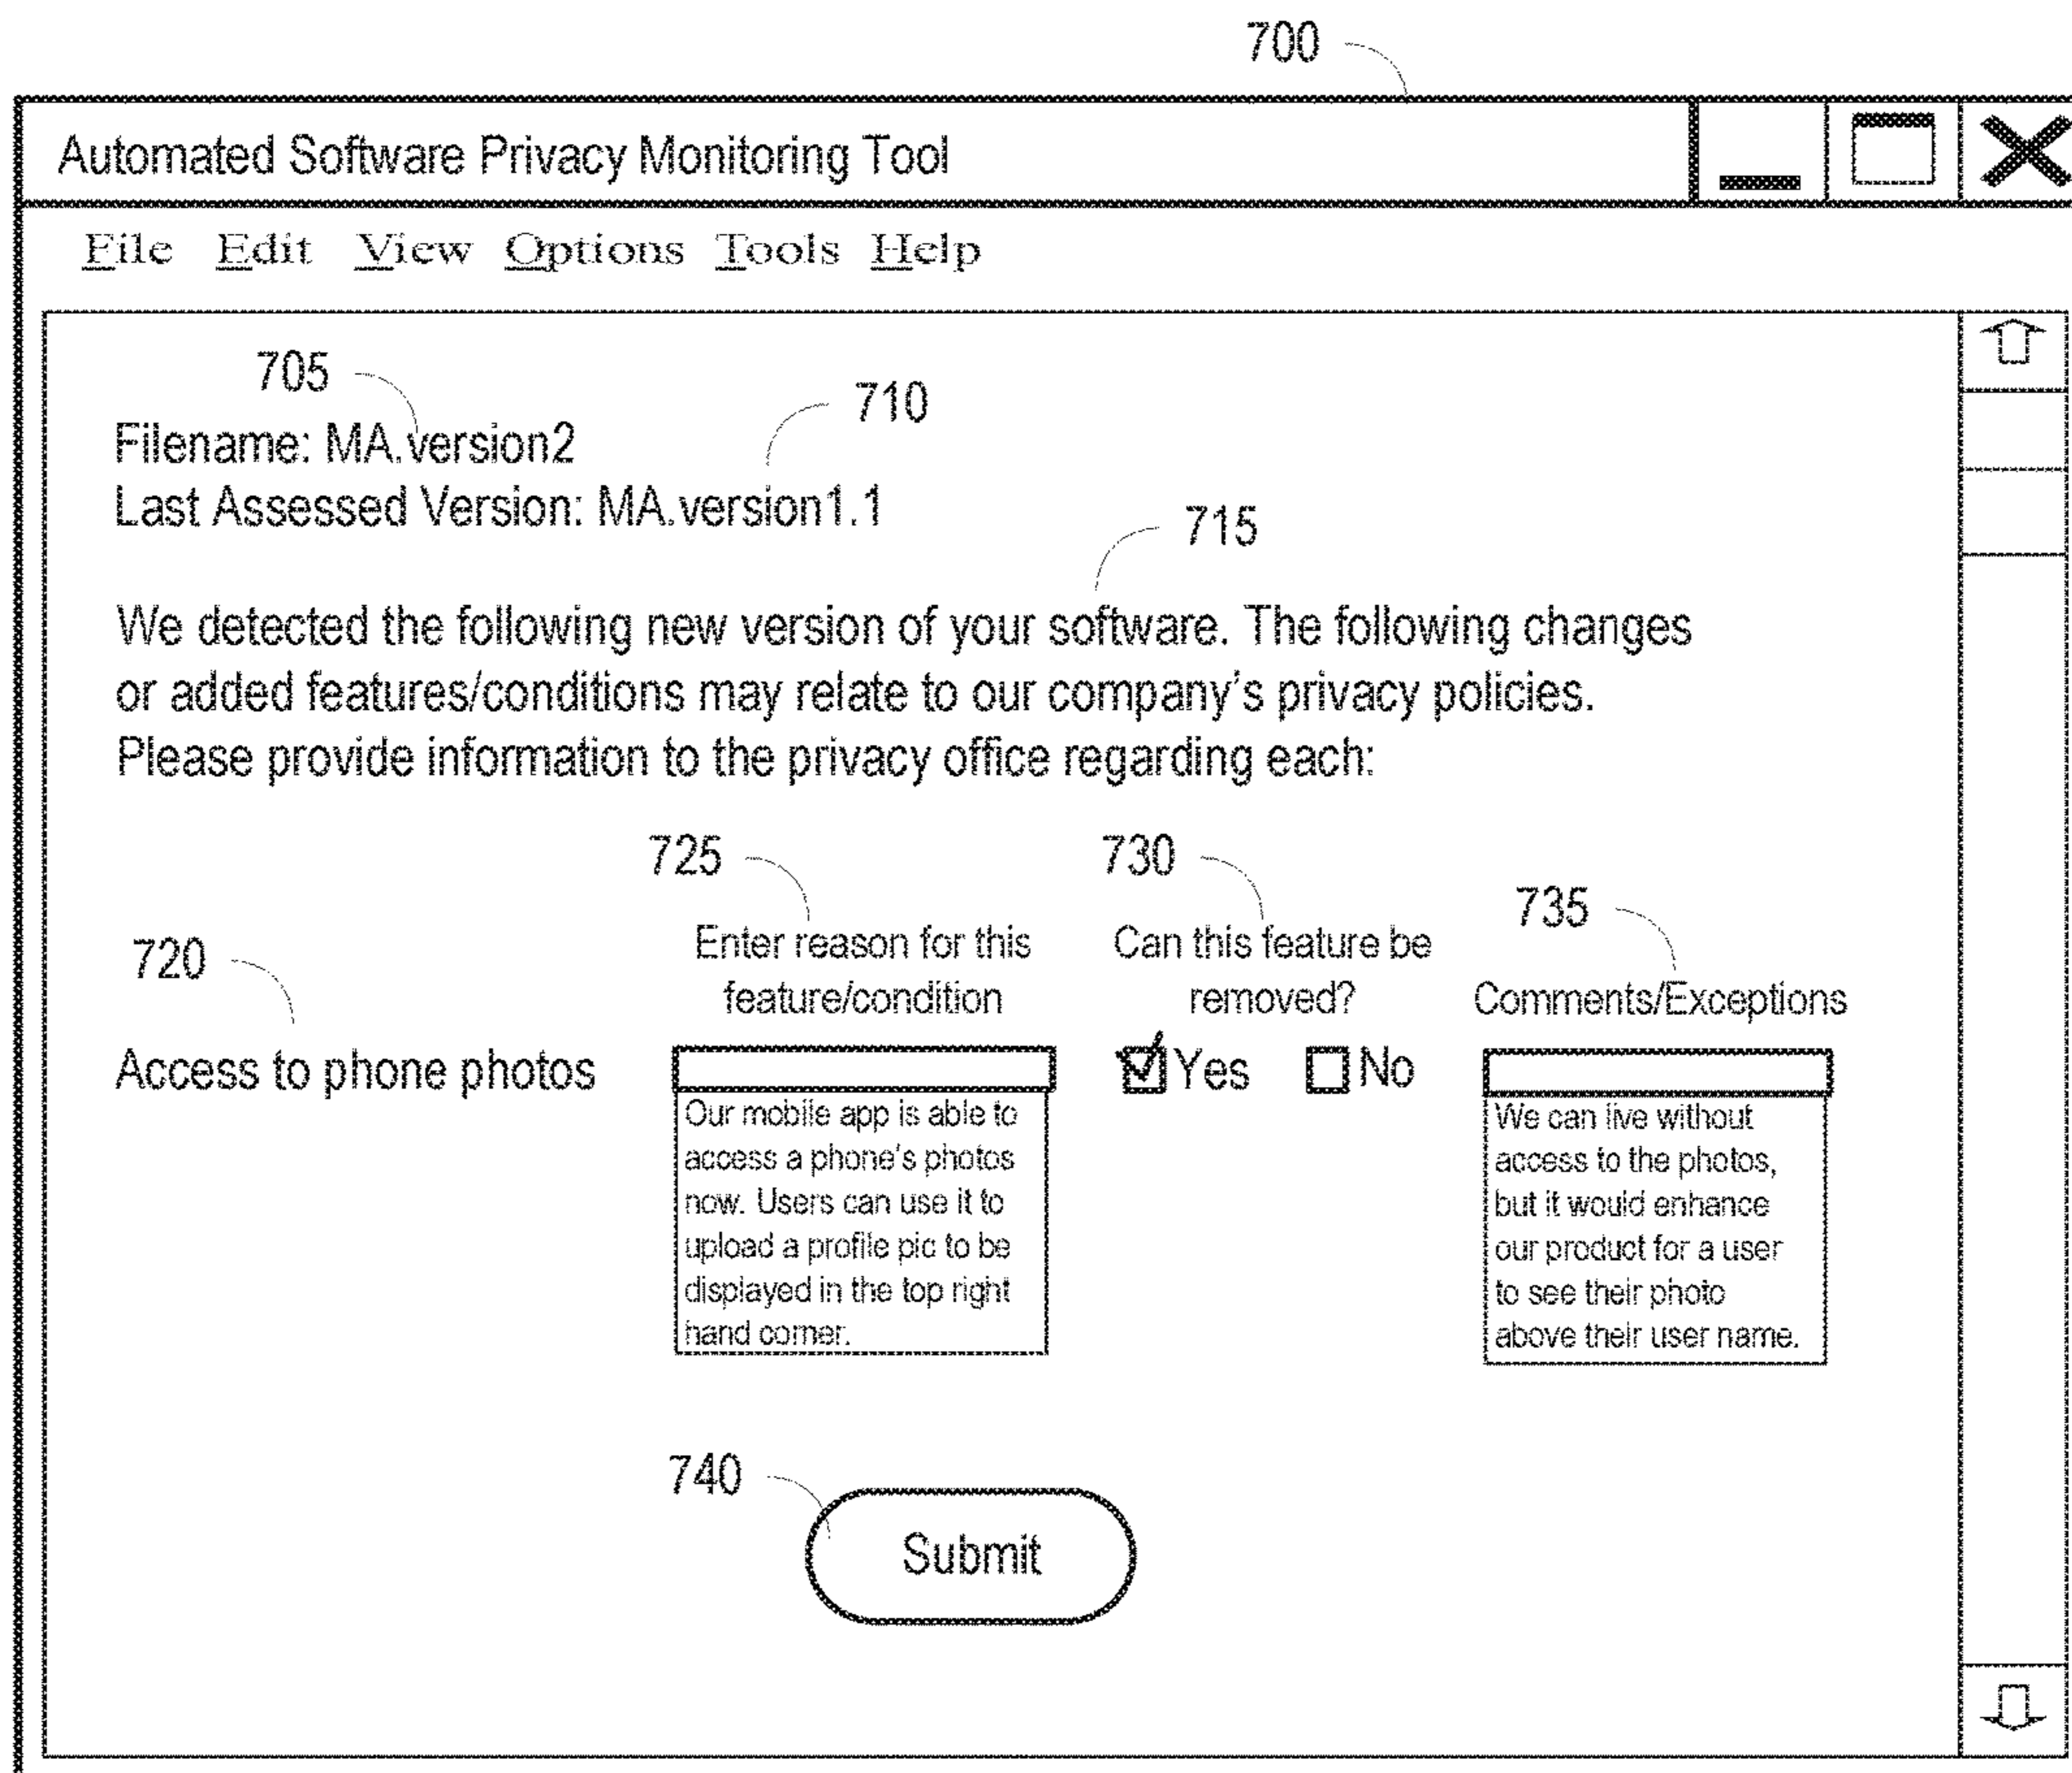 700
Automated Software Privacy Monitoring Tool
File Edit View Options Tools Help
705
710
Filename: MA.version2
Last Assessed Version: MA.version1.1
715
We detected the following new version of your software. The following changes
or added features/conditions may relate to our company's privacy policies.
Please provide information to the privacy office regarding each:
725
730
735
720
Enter reason for this
feature/condition
Can this feature be
removed?
Comments/Exceptions
Access to phone photos
Yes No
Our mobile app is able to
access a phone's photos
now. Users can use it to
upload a profile pic to be
displayed in the top right
hand corner.
We can live without
access to the photos,
but it would enhance
our product for a user
to see their photo
above their user name.
740
Submit